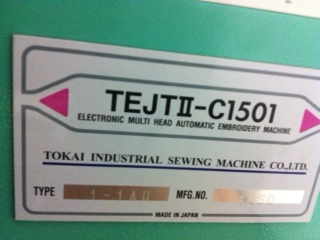 TEJTⅡ-C1501
ELECTRONIC MULTI HEAD AUTOMATIC EMBROIDERY MACHINE
TOKAI INDUSTRIAL SEWING MACHINE CO.,LTD.
TYPE MFG.NO.
MADE IN JAPAN